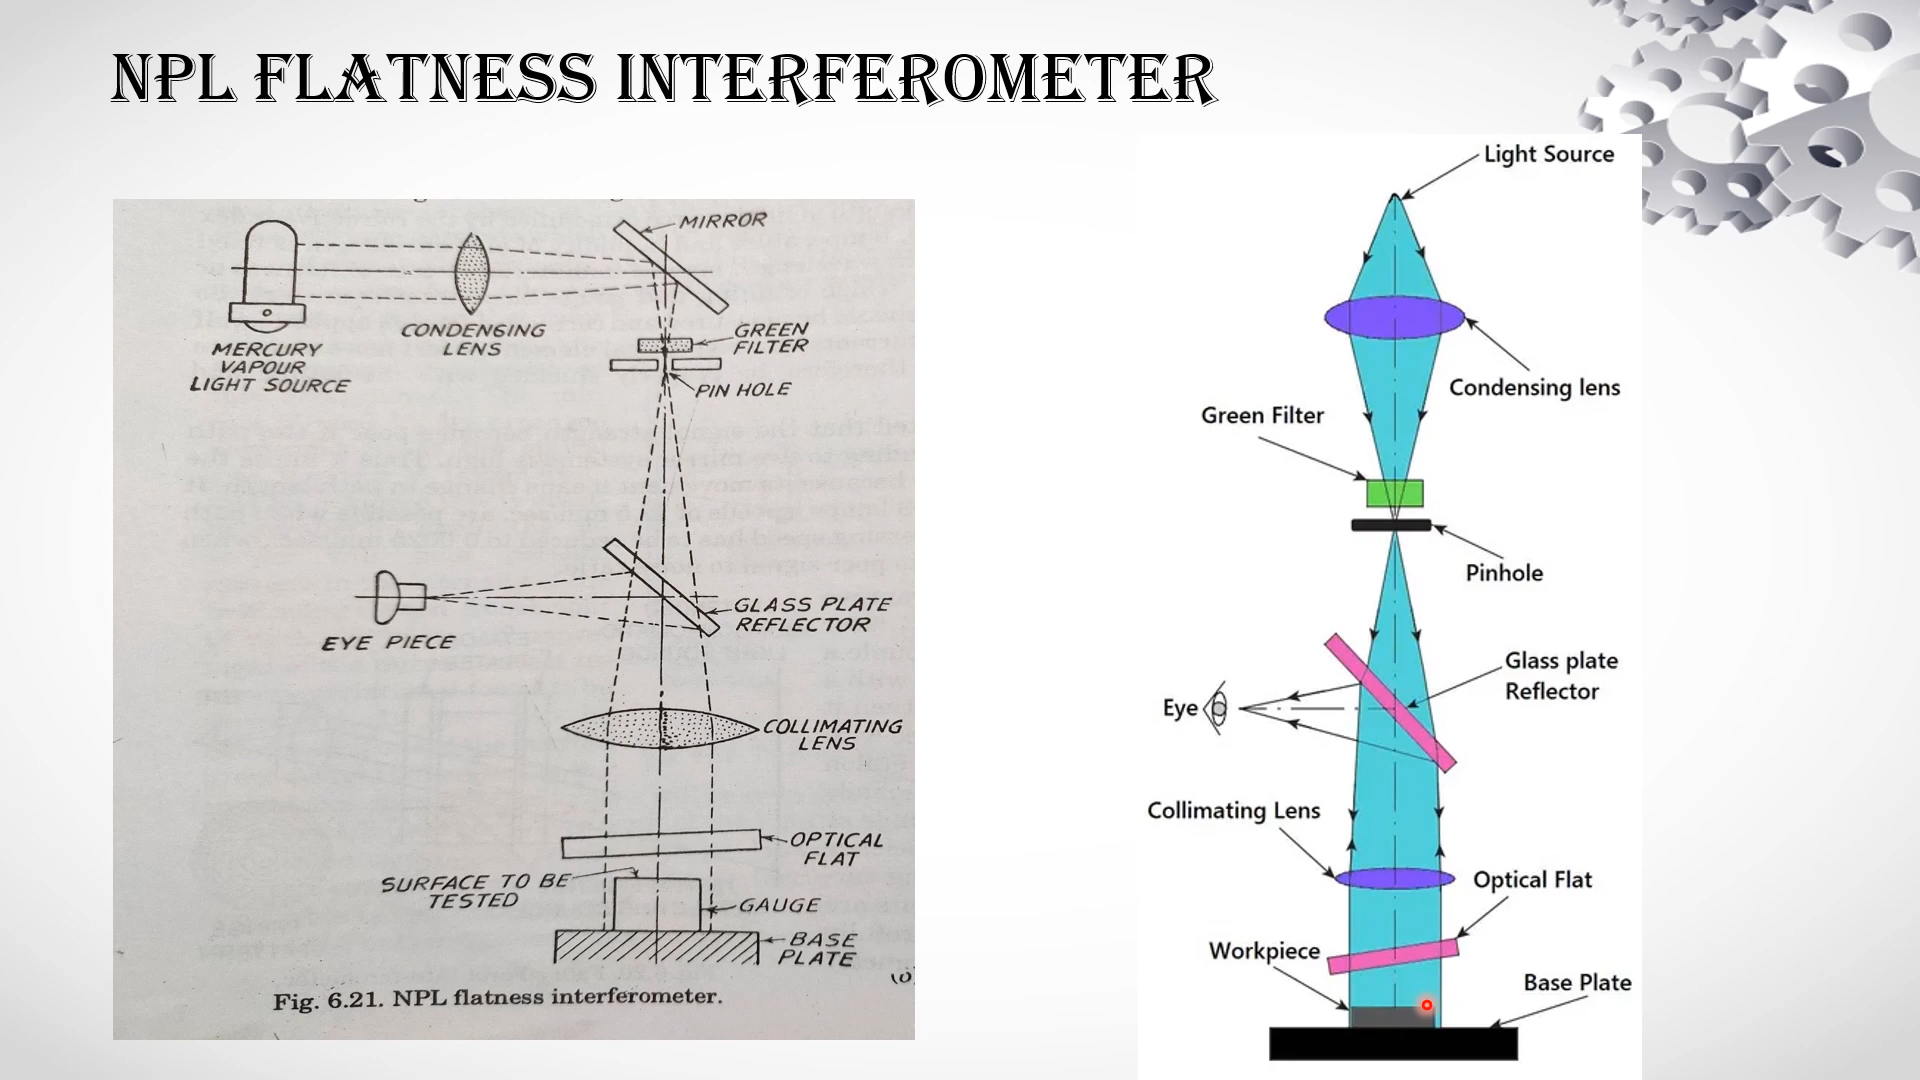 NPL FLATNESS INTERFEROMETER
MIRROR
CONDENSING
LENS
GREEN
FILTER
MERCURY
VAPOUR
LIGHT SOURCE
PIN HOLE
GLASS PLATE
REFLECTOR
EYE PIECE
COLLIMATING
LENS
OPTICAL
FLAT
SURFACE TO BE
TESTED
GAUGE
BASE
PLATE
Fig. 6.21. NPL flatness interferometer.
Light Source
Condensing lens
Green Filter
Pinhole
Glass plate
Reflector
Eye
Collimating Lens
Optical Flat
Workpiece
Base Plate